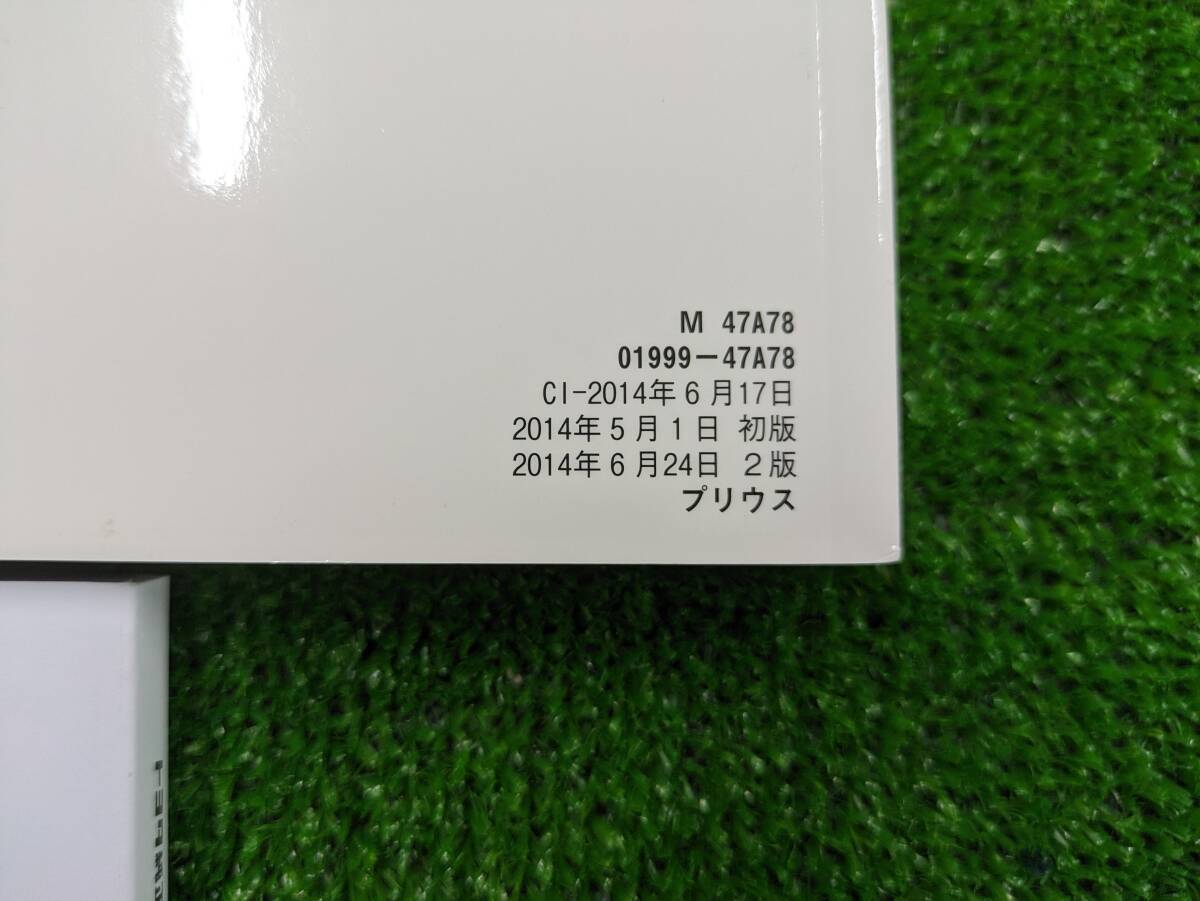 M 47A78
01999-47A78
CI-2014年6月17日
2014年5月1日 初版
2014年6月24日 2版
プリウス